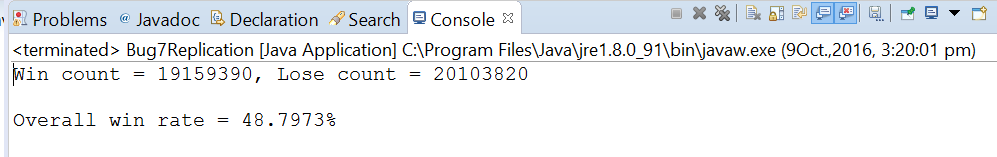 Problems @ Javadoc Declaration Search Console
<terminated> Bug7Replication [Java Application] C:\Program Files\Java\jre1.8.0_91\bin\javaw.exe (9Oct.,2016, 3:20:01 pm)
Win count = 19159390, Lose count = 20103820
Overall win rate = 48.7973%